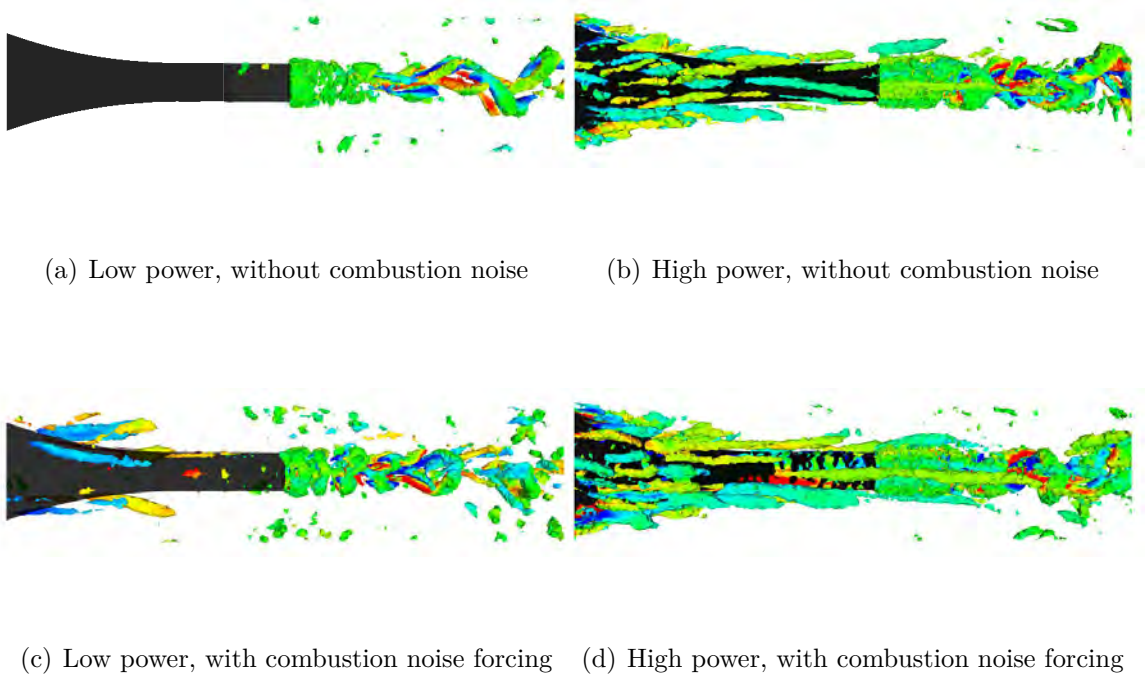 (a) Low power, without combustion noise
(b) High power, without combustion noise
(c) Low power, with combustion noise forcing
(d) High power, with combustion noise forcing